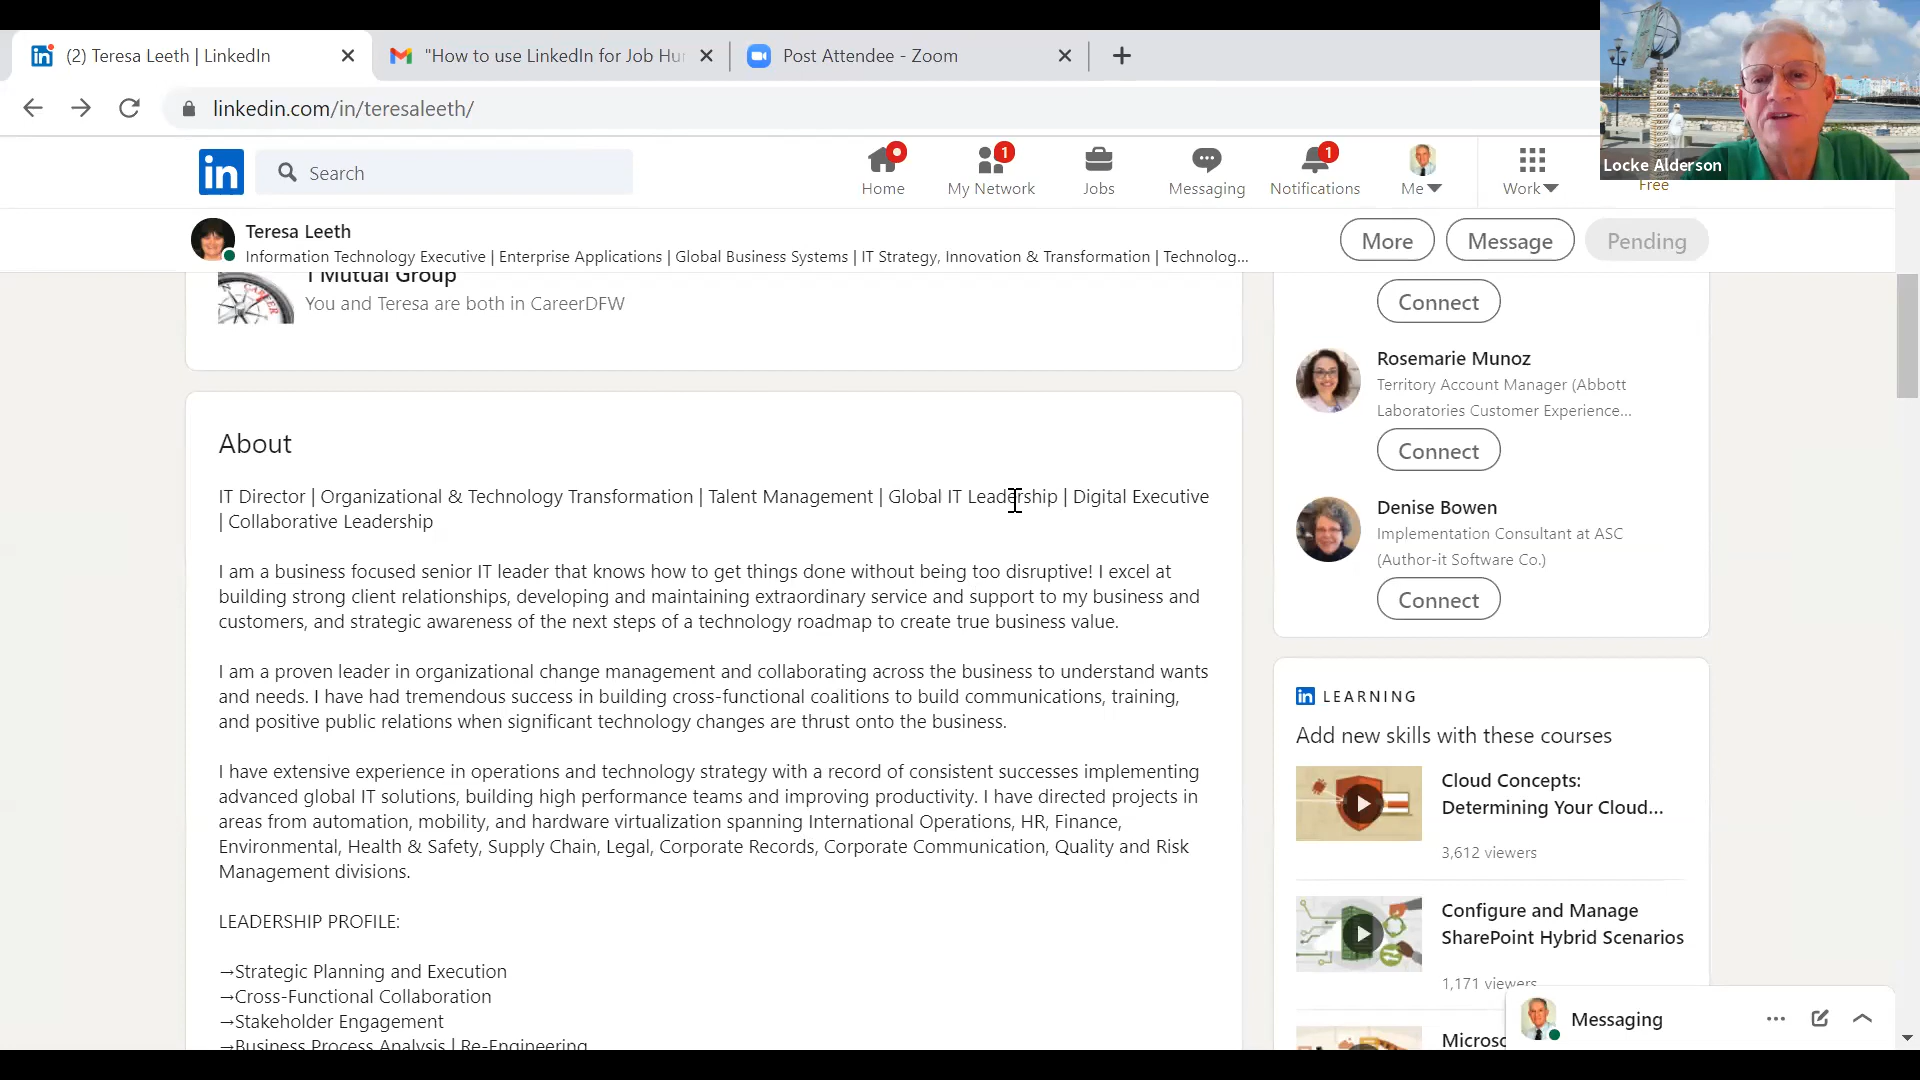 (2) Teresa Leeth | LinkedIn
"How to use LinkedIn for Job Hu
Post Attendee - Zoom
linkedin.com/in/teresaleeth/
Locke Alderson
in
Search
Home
1
My Network
Jobs
Messaging
1
Notifications
Me
Work
Free
Teresa Leeth
Information Technology Executive | Enterprise Applications | Global Business Systems | IT Strategy, Innovation & Transformation | Technolog...
More
Message
Pending
1 Mutual Group
You and Teresa are both in CareerDFW
About
IT Director | Organizational & Technology Transformation | Talent Management | Global IT Leadership | Digital Executive
| Collaborative Leadership
I am a business focused senior IT leader that knows how to get things done without being too disruptive! I excel at
building strong client relationships, developing and maintaining extraordinary service and support to my business and
customers, and strategic awareness of the next steps of a technology roadmap to create true business value.
I am a proven leader in organizational change management and collaborating across the business to understand wants
and needs. I have had tremendous success in building cross-functional coalitions to build communications, training,
and positive public relations when significant technology changes are thrust onto the business.
I have extensive experience in operations and technology strategy with a record of consistent successes implementing
advanced global IT solutions, building high performance teams and improving productivity. I have directed projects in
areas from automation, mobility, and hardware virtualization spanning International Operations, HR, Finance,
Environmental, Health & Safety, Supply Chain, Legal, Corporate Records, Corporate Communication, Quality and Risk
Management divisions.
LEADERSHIP PROFILE:
→Strategic Planning and Execution
→Cross-Functional Collaboration
→Stakeholder Engagement
→Business Process Analysis | Re-Engineering
Connect
Rosemarie Munoz
Territory Account Manager (Abbott
Laboratories Customer Experience...
Connect
Denise Bowen
Implementation Consultant at ASC
(Author-it Software Co.)
Connect
in LEARNING
Add new skills with these courses
Cloud Concepts:
Determining Your Cloud...
3,612 viewers
Configure and Manage
SharePoint Hybrid Scenarios
1,171 viewers
Microsc
Messaging